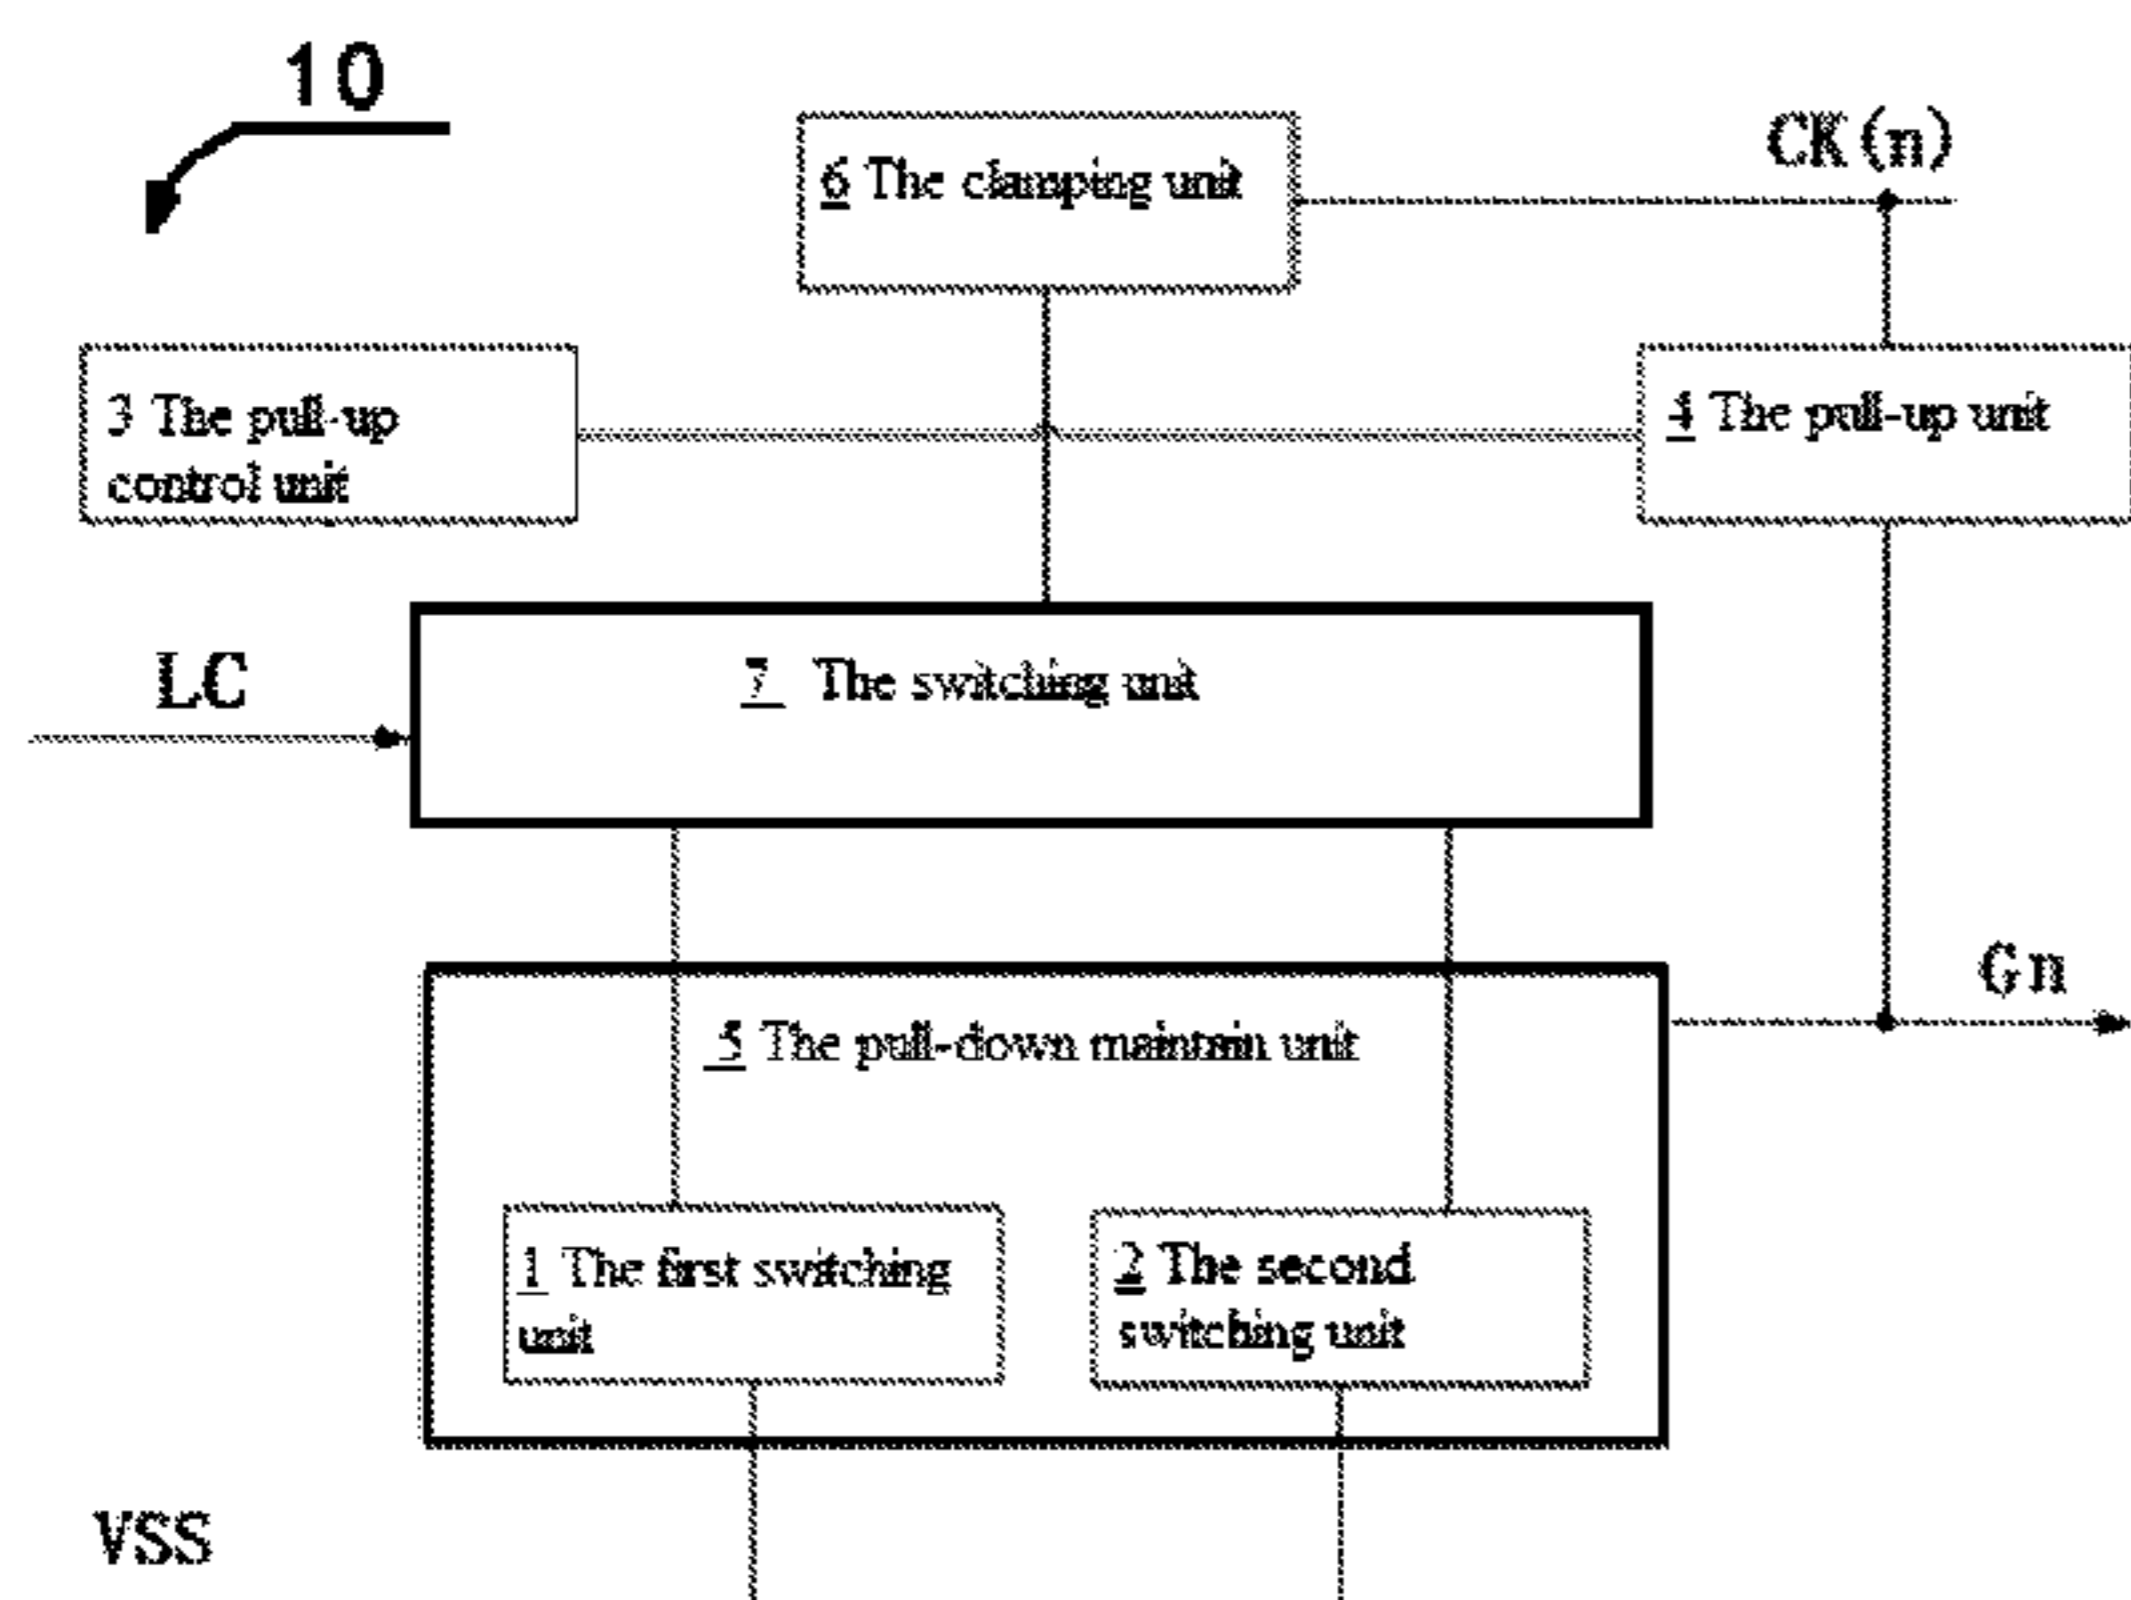 10
CK(n)
6 The clamping unit
3 The pull-up
control unit
4 The pull-up unit
LC
7 The switching unit
Gn
5 The pull-down maintain unit
1 The first switching
unit
2 The second
switching unit
VSS